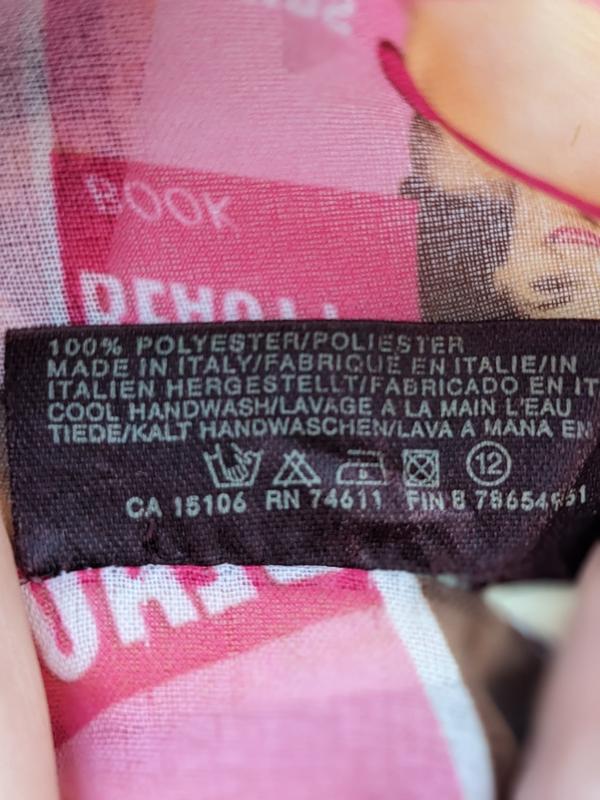 BOOK
100% POLYESTER/POLIESTER
MADE IN ITALY/FABRIQUÉ EN ITALIE/IN
ITALIEN HERGESTELLT/FABRICADO EN IT
COOL HANDWASH/LAVAGE A LA MAIN L'EAU
TIEDE/KALT HANDWASCHEN/LAVA A MANA EN
12
CA 15106 RN 74611 FIN B